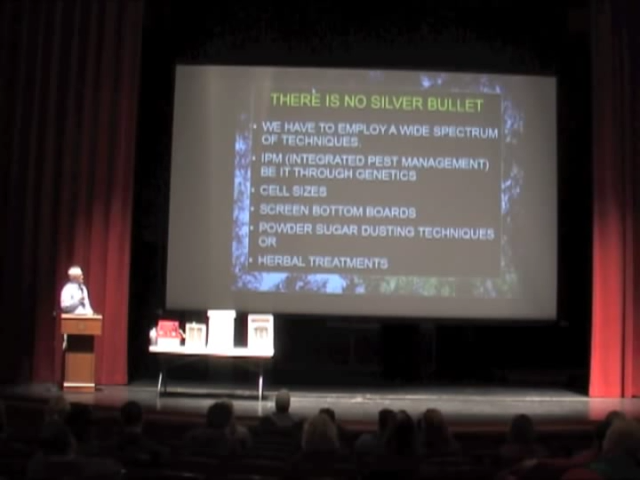 THERE IS NO SILVER BULLET
• WE HAVE TO EMPLOY A WIDE SPECTRUM
OF TECHNIQUES.
• IPM (INTEGRATED PEST MANAGEMENT)
BE IT THROUGH GENETICS
• CELL SIZES
• SCREEN BOTTOM BOARDS
• POWDER SUGAR DUSTING TECHNIQUES
OR
• HERBAL TREATMENTS